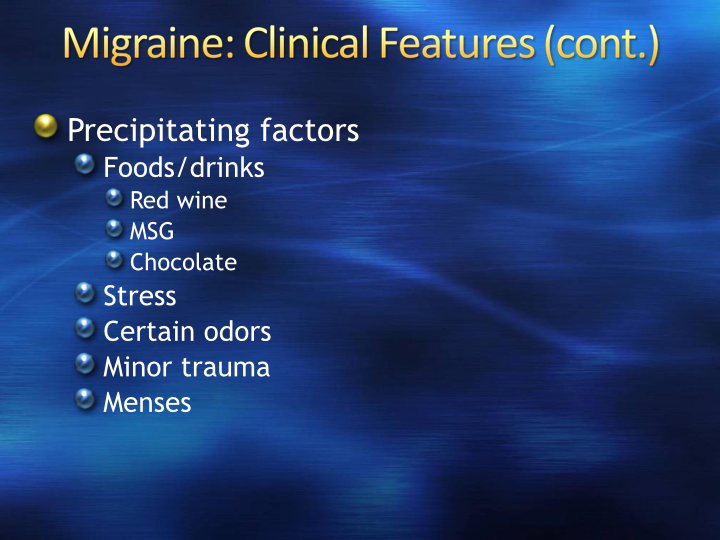 Migraine: Clinical Features (cont.)
Precipitating factors
Foods/drinks
Red wine
MSG
Chocolate
Stress
Certain odors
Minor trauma
Menses